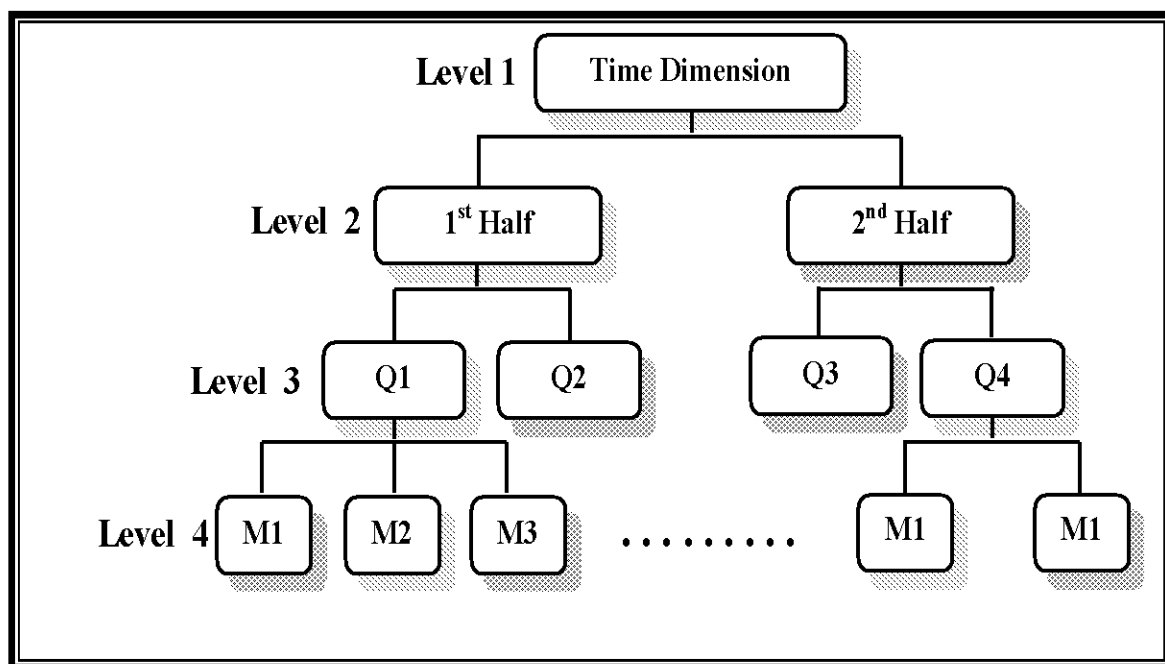 Level 1 Time Dimension
Level 2 1st Half 2nd Half
Level 3 Q1 Q2 Q3 Q4
Level 4 M1 M2 M3 ......... M1 M1